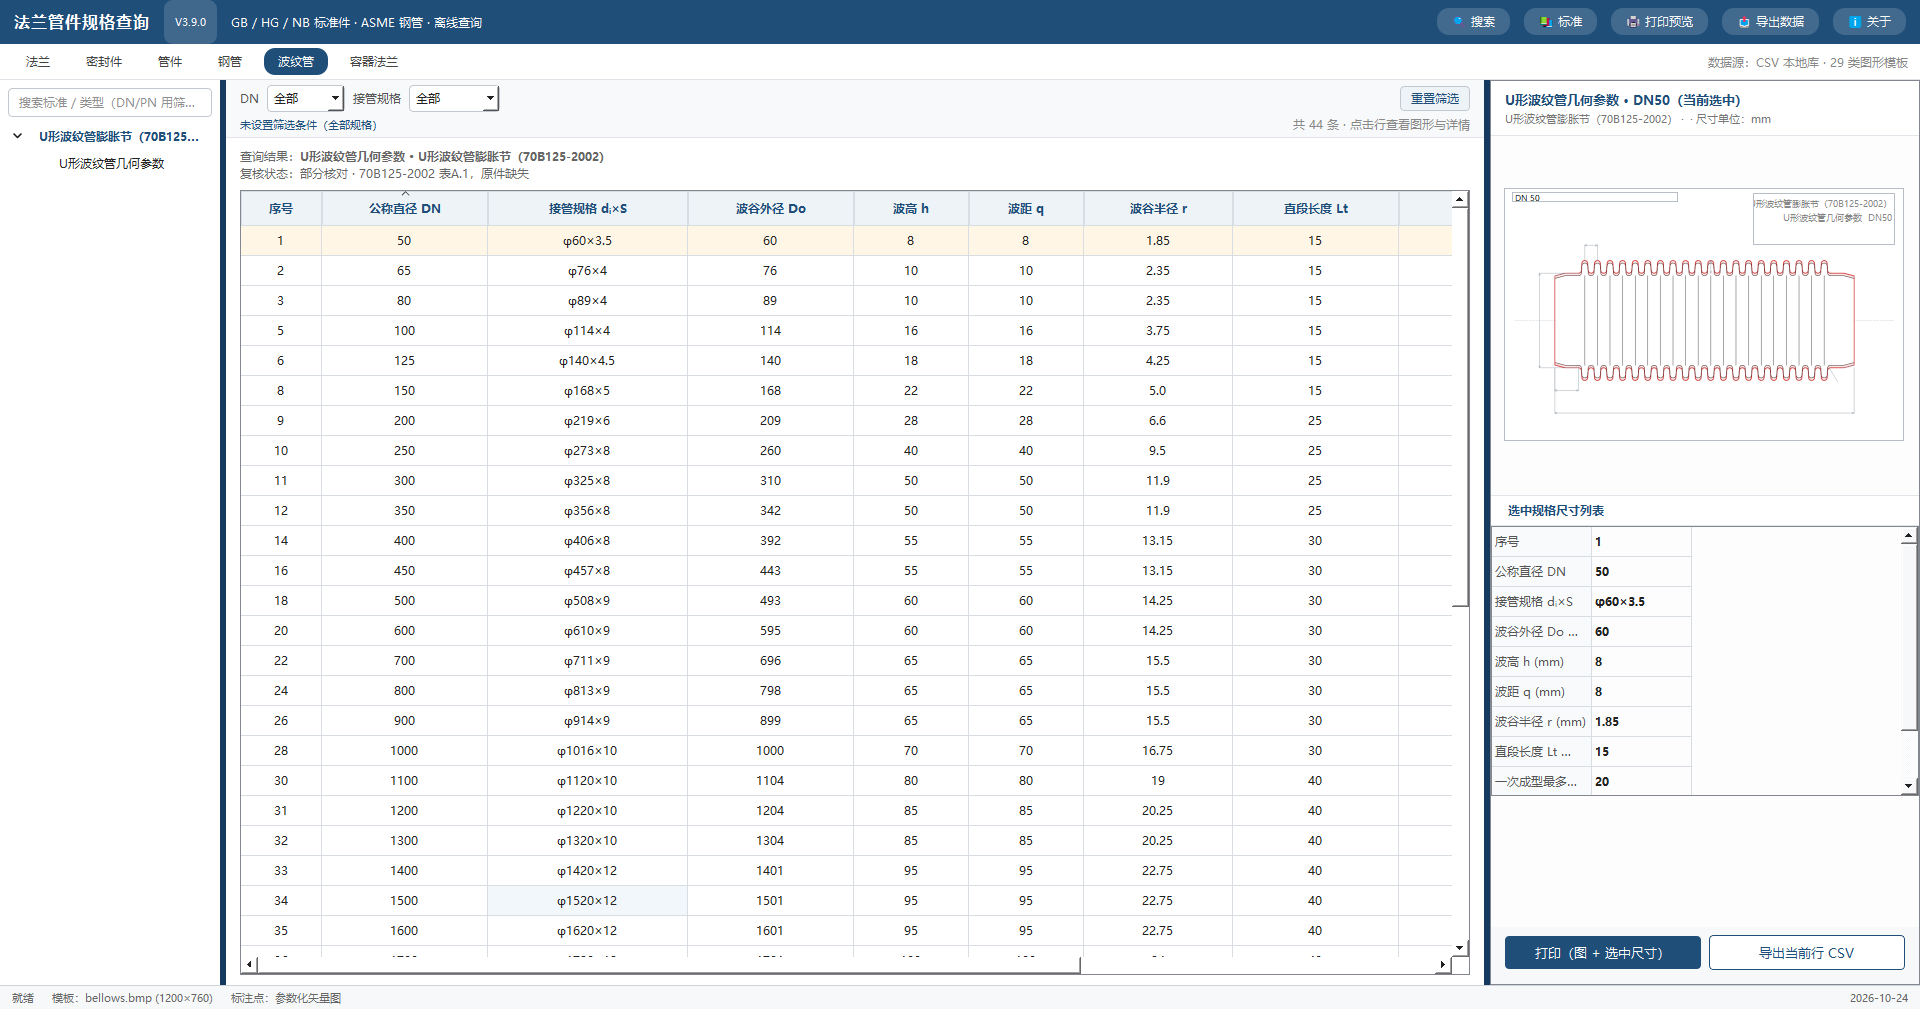 法兰管件规格查询 V3.9.0 GB / HG / NB 标准件 · ASME 钢管 · 离线查询 搜索 标准 打印预览 导出数据 关于
法兰 密封件 管件 钢管 波纹管 容器法兰 数据源：CSV 本地库 · 29 类图形模板
搜索标准 / 类型（DN/PN 用筛...
U形波纹管膨胀节（70B125...
U形波纹管几何参数
DN 全部 接管规格 全部 重置筛选
未设置筛选条件（全部规格） 共 44 条 · 点击行查看图形与详情
查询结果：U形波纹管几何参数 • U形波纹管膨胀节（70B125-2002）
复核状态：部分核对 · 70B125-2002 表A.1，原件缺失
序号 公称直径 DN 接管规格 dᵢ×S 波谷外径 Do 波高 h 波距 q 波谷半径 r 直段长度 Lt
1 50 φ60×3.5 60 8 8 1.85 15
2 65 φ76×4 76 10 10 2.35 15
3 80 φ89×4 89 10 10 2.35 15
5 100 φ114×4 114 16 16 3.75 15
6 125 φ140×4.5 140 18 18 4.25 15
8 150 φ168×5 168 22 22 5.0 15
9 200 φ219×6 209 28 28 6.6 25
10 250 φ273×8 260 40 40 9.5 25
11 300 φ325×8 310 50 50 11.9 25
12 350 φ356×8 342 50 50 11.9 25
14 400 φ406×8 392 55 55 13.15 30
16 450 φ457×8 443 55 55 13.15 30
18 500 φ508×9 493 60 60 14.25 30
20 600 φ610×9 595 60 60 14.25 30
22 700 φ711×9 696 65 65 15.5 30
24 800 φ813×9 798 65 65 15.5 30
26 900 φ914×9 899 65 65 15.5 30
28 1000 φ1016×10 1000 70 70 16.75 30
30 1100 φ1120×10 1104 80 80 19 40
31 1200 φ1220×10 1204 85 85 20.25 40
32 1300 φ1320×10 1304 85 85 20.25 40
33 1400 φ1420×12 1401 95 95 22.75 40
34 1500 φ1520×12 1501 95 95 22.75 40
35 1600 φ1620×12 1601 95 95 22.75 40
U形波纹管几何参数 • DN50（当前选中）
U形波纹管膨胀节（70B125-2002） · · 尺寸单位：mm
DN 50
形波纹管膨胀节（70B125-2002）
U形波纹管几何参数 DN50
选中规格尺寸列表
序号 1
公称直径 DN 50
接管规格 dᵢ×S φ60×3.5
波谷外径 Do ... 60
波高 h (mm) 8
波距 q (mm) 8
波谷半径 r (mm) 1.85
直段长度 Lt ... 15
一次成型最多... 20
打印（图 + 选中尺寸） 导出当前行 CSV
就绪 模板：bellows.bmp (1200×760) 标注点：参数化矢量图 2026-10-24